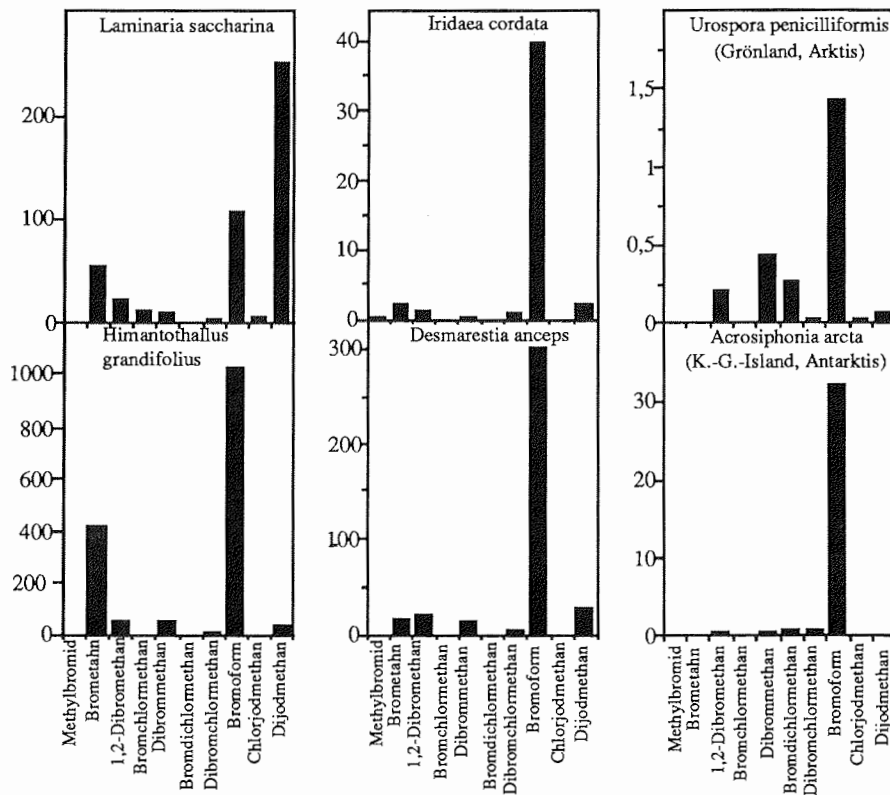 Laminaria saccharina
200
100
0
Iridaea cordata
40
30
20
10
0
Urospora penicilliformis
(Grönland, Arktis)
1,5
1
0,5
0
Himantothallus
grandifolius
1000
800
600
400
200
0
Desmarestia anceps
300
200
100
0
Acrosiphonia arcta
(K.-G.-Island, Antarktis)
30
20
10
0
Methylbromid
Brometahn
1,2-Dibromethan
Bromchlormethan
Dibrommethan
Bromdichlormethan
Dibromchlormethan
Bromoform
Chlorjodmethan
Dijodmethan
Methylbromid
Brometahn
1,2-Dibromethan
Bromchlormethan
Dibrommethan
Bromdichlormethan
Dibromchlormethan
Bromoform
Chlorjodmethan
Dijodmethan
Methylbromid
Brometahn
1,2-Dibromethan
Bromchlormethan
Dibrommethan
Bromdichlormethan
Dibromchlormethan
Bromoform
Chlorjodmethan
Dijodmethan